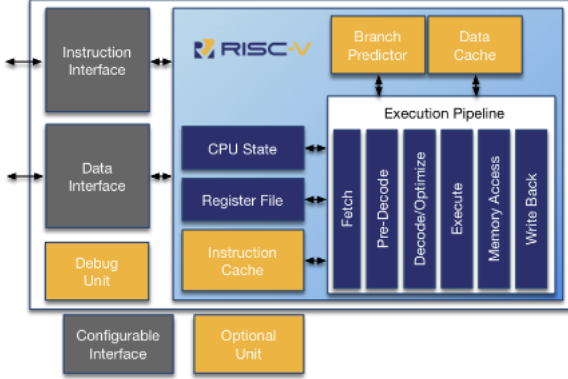 Instruction
Interface
Data
Interface
Debug
Unit
RISC-V
Branch
Predictor
Data
Cache
Execution Pipeline
CPU State
Register File
Instruction
Cache
Fetch
Pre-Decode
Decode/Optimize
Execute
Memory Access
Write Back
Configurable
Interface
Optional
Unit